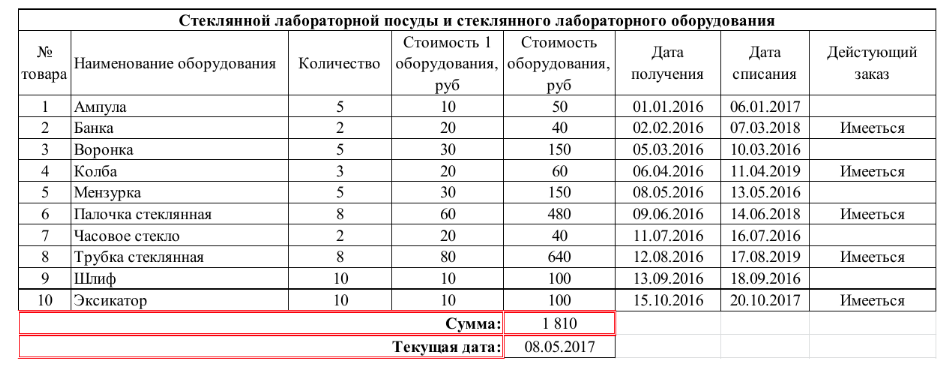 Стеклянной лабораторной посуды и стеклянного лабораторного оборудования
№ товара Наименование оборудования Количество Стоимость 1 оборудования, руб Стоимость оборудования, руб Дата получения Дата списания Дейстующий заказ
1 Ампула 5 10 50 01.01.2016 06.01.2017
2 Банка 2 20 40 02.02.2016 07.03.2018 Имееться
3 Воронка 5 30 150 05.03.2016 10.03.2016
4 Колба 3 20 60 06.04.2016 11.04.2019 Имееться
5 Мензурка 5 30 150 08.05.2016 13.05.2016
6 Палочка стеклянная 8 60 480 09.06.2016 14.06.2018 Имееться
7 Часовое стекло 2 20 40 11.07.2016 16.07.2016
8 Трубка стеклянная 8 80 640 12.08.2016 17.08.2019 Имееться
9 Шлиф 10 10 100 13.09.2016 18.09.2016
10 Эксикатор 10 10 100 15.10.2016 20.10.2017 Имееться
Сумма: 1 810
Текущая дата: 08.05.2017